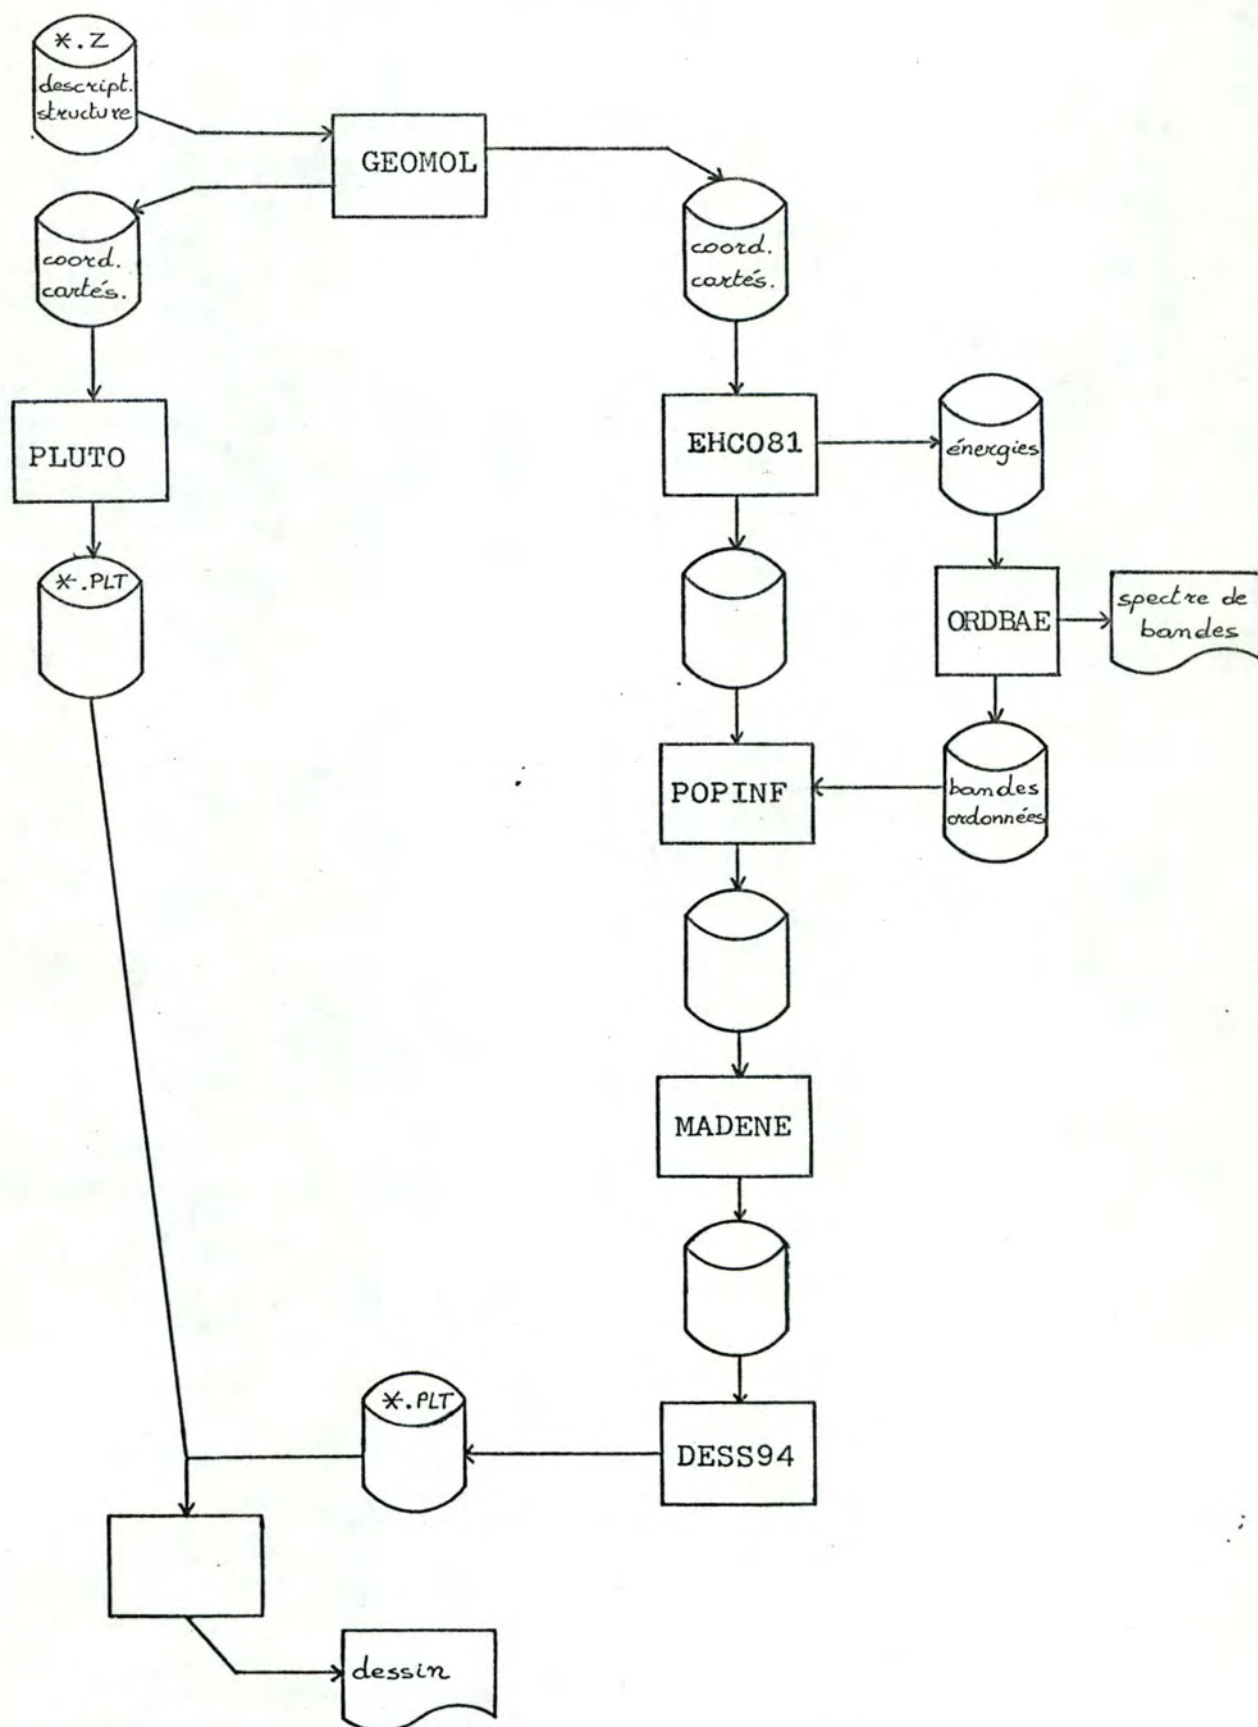 *.Z
descript.
structure
GEOMOL
coord.
cartés.
coord.
cartés.
PLUTO
EHCO81
énergies
*.PLT
ORDBAE
spectre de
bandes
POPINF
bandes
ordonnées
MADENE
*.PLT
DESS94
dessin